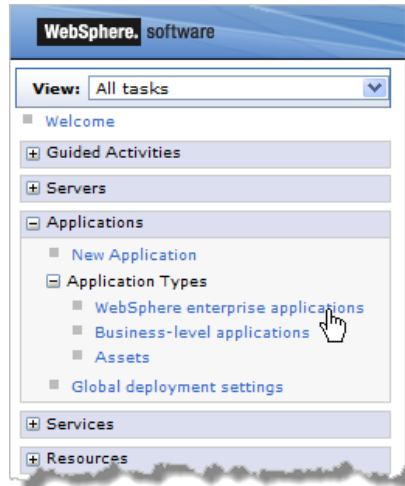 WebSphere. software
View: All tasks
Welcome
Guided Activities
Servers
Applications
New Application
Application Types
WebSphere enterprise applications
Business-level applications
Assets
Global deployment settings
Services
Resources